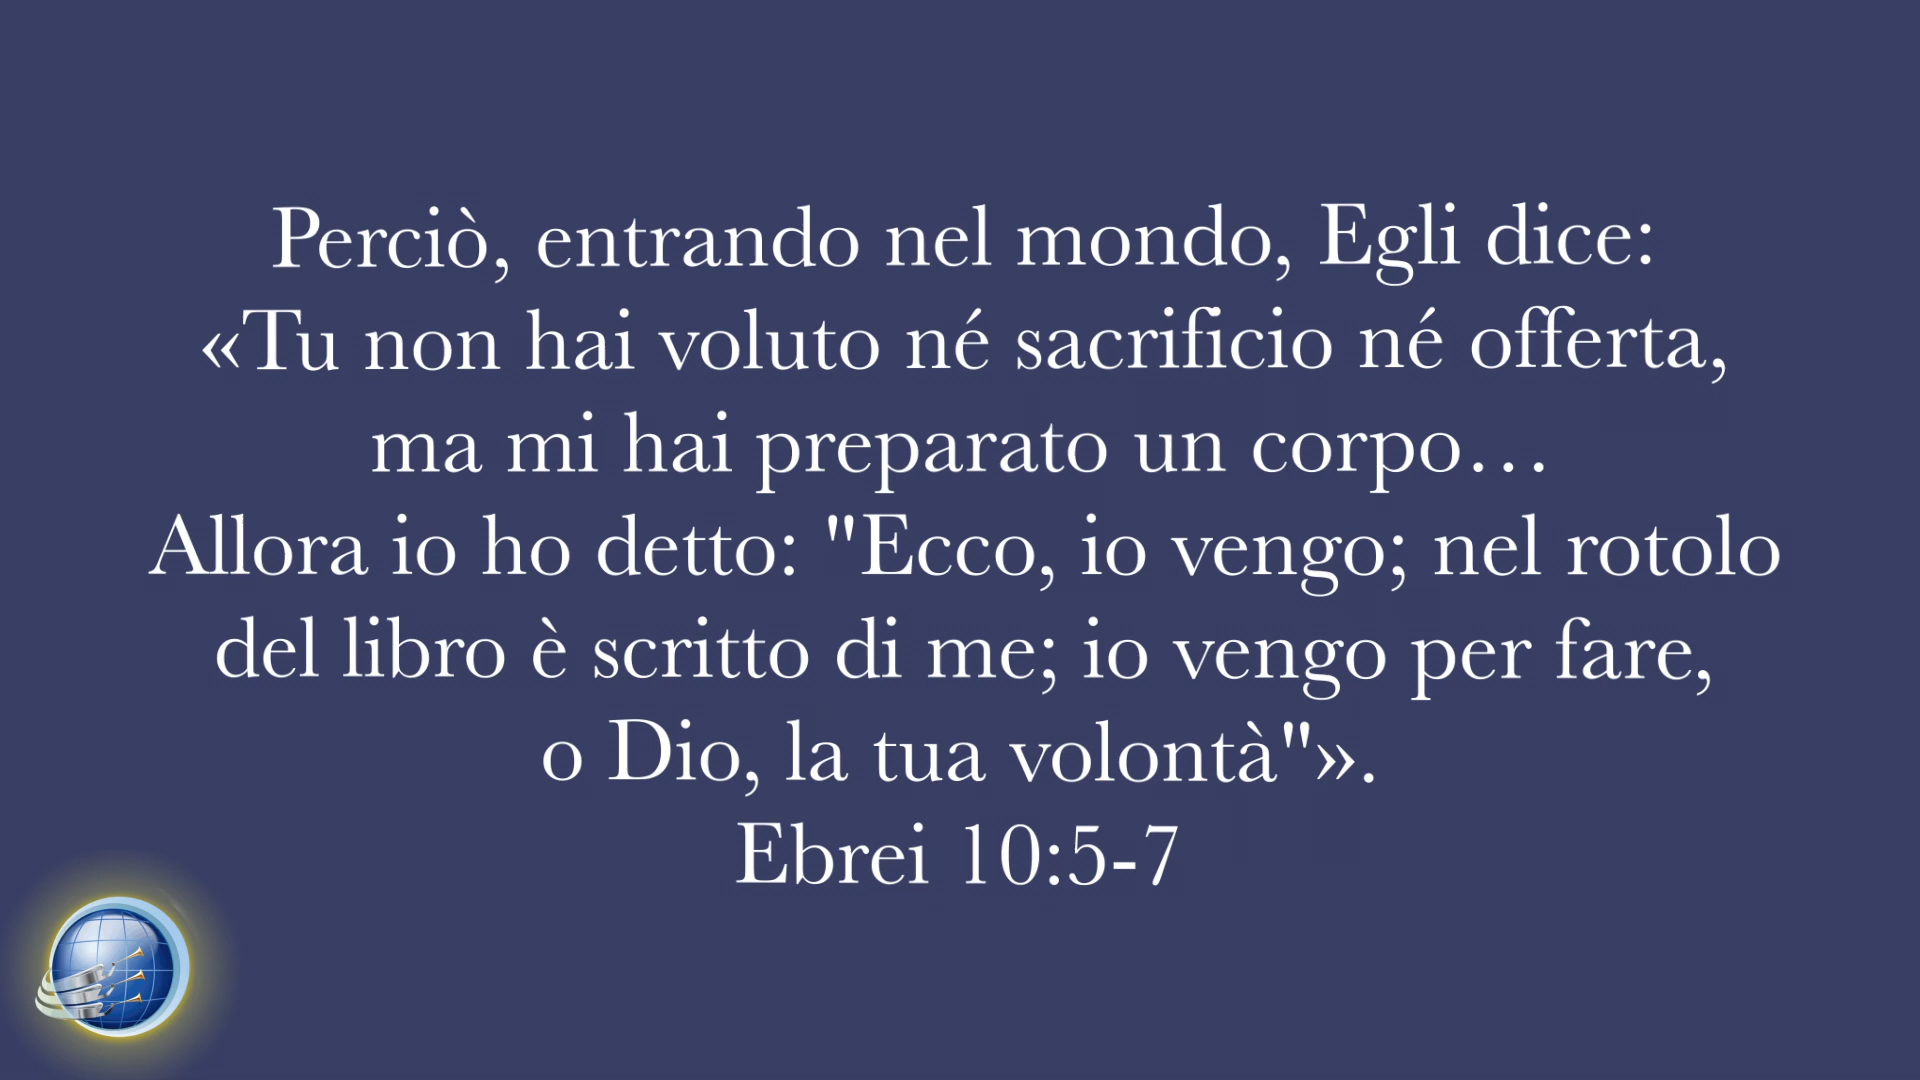 Perciò, entrando nel mondo, Egli dice:
«Tu non hai voluto né sacrificio né offerta,
ma mi hai preparato un corpo…
Allora io ho detto: "Ecco, io vengo; nel rotolo
del libro è scritto di me; io vengo per fare,
o Dio, la tua volontà"».
Ebrei 10:5-7